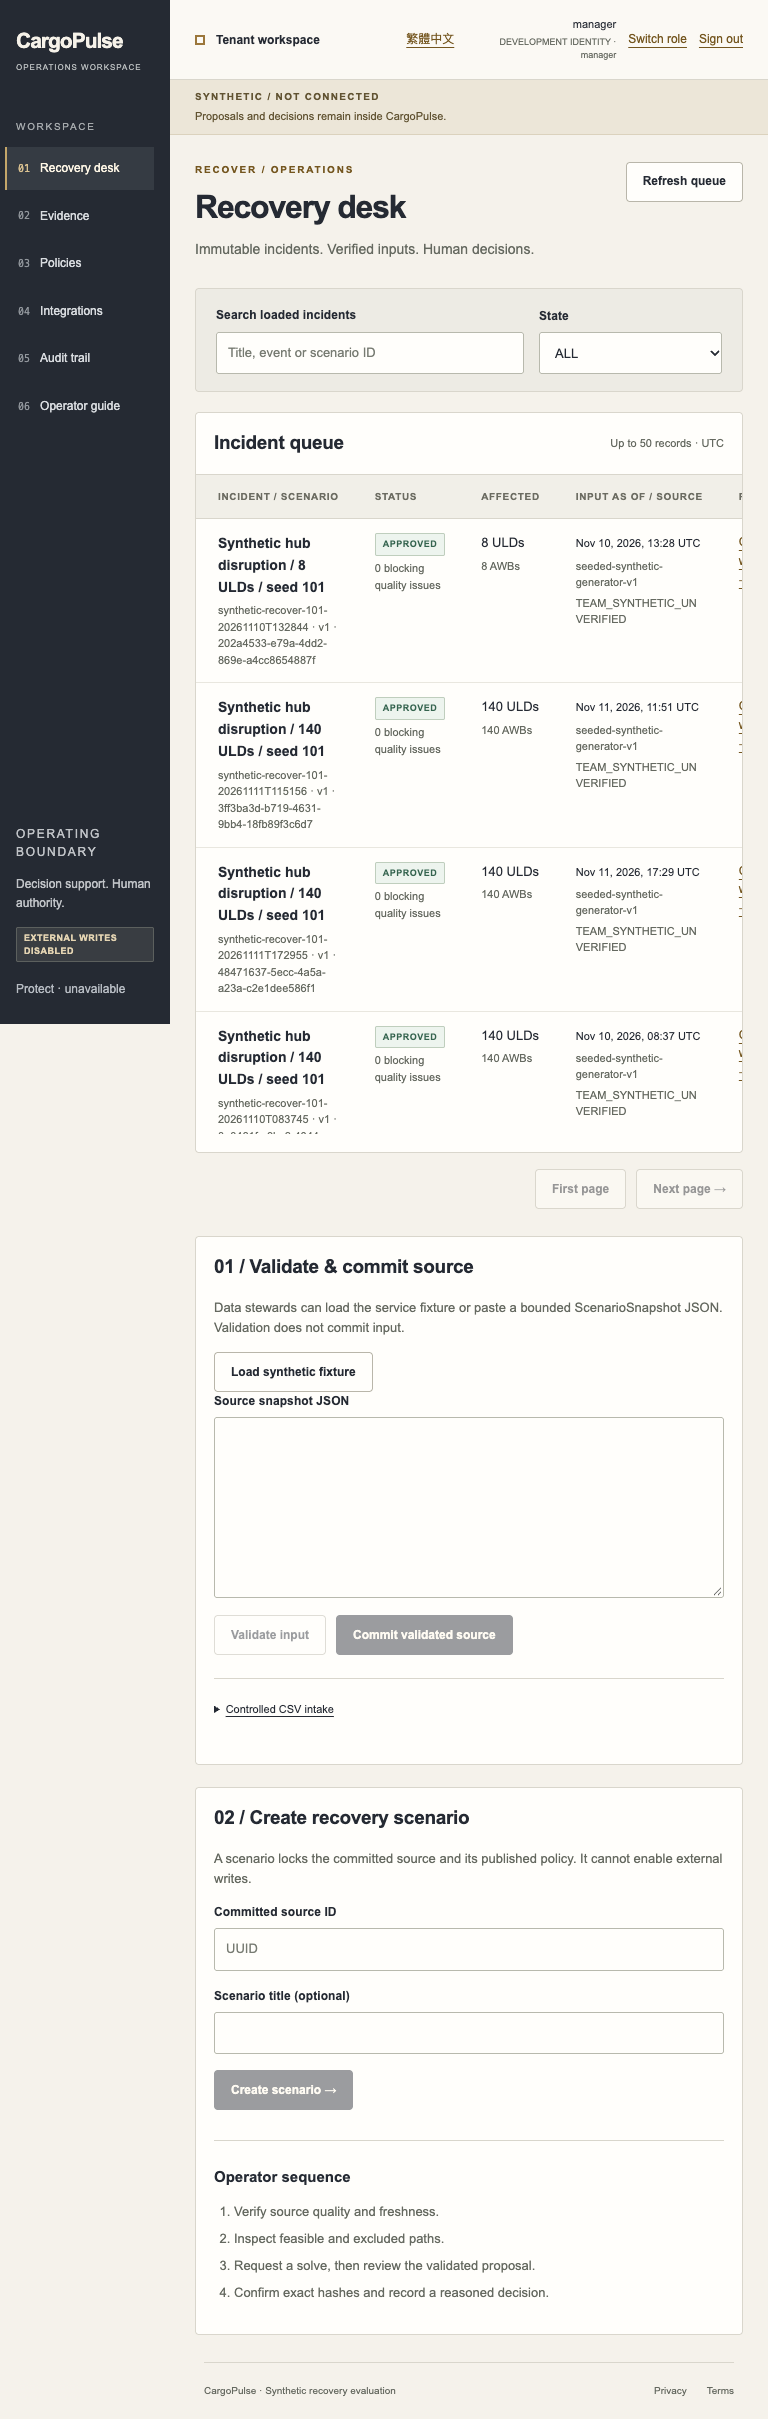 CargoPulse
OPERATIONS WORKSPACE
WORKSPACE
01 Recovery desk
02 Evidence
03 Policies
04 Integrations
05 Audit trail
06 Operator guide
OPERATING
BOUNDARY
Decision support. Human
authority.
EXTERNAL WRITES
DISABLED
Protect · unavailable
Tenant workspace
繁體中文
manager
DEVELOPMENT IDENTITY ·
manager
Switch role
Sign out
SYNTHETIC / NOT CONNECTED
Proposals and decisions remain inside CargoPulse.
RECOVER / OPERATIONS
Recovery desk
Refresh queue
Immutable incidents. Verified inputs. Human decisions.
Search loaded incidents
Title, event or scenario ID
State
ALL
Incident queue
Up to 50 records · UTC
INCIDENT / SCENARIO STATUS AFFECTED INPUT AS OF / SOURCE
Synthetic hub
disruption / 8
ULDs / seed 101
synthetic-recover-101-
20261110T132844 · v1 ·
202a4533-e79a-4dd2-
869e-a4cc8654887f
APPROVED
0 blocking
quality issues
8 ULDs
8 AWBs
Nov 10, 2026, 13:28 UTC
seeded-synthetic-
generator-v1
TEAM_SYNTHETIC_UN
VERIFIED
Synthetic hub
disruption / 140
ULDs / seed 101
synthetic-recover-101-
20261111T115156 · v1 ·
3ff3ba3d-b719-4631-
9bb4-18fb89f3c6d7
APPROVED
0 blocking
quality issues
140 ULDs
140 AWBs
Nov 11, 2026, 11:51 UTC
seeded-synthetic-
generator-v1
TEAM_SYNTHETIC_UN
VERIFIED
Synthetic hub
disruption / 140
ULDs / seed 101
synthetic-recover-101-
20261111T172955 · v1 ·
48471637-5ecc-4a5a-
a23a-c2e1dee586f1
APPROVED
0 blocking
quality issues
140 ULDs
140 AWBs
Nov 11, 2026, 17:29 UTC
seeded-synthetic-
generator-v1
TEAM_SYNTHETIC_UN
VERIFIED
Synthetic hub
disruption / 140
ULDs / seed 101
synthetic-recover-101-
20261110T083745 · v1 ·
APPROVED
0 blocking
quality issues
140 ULDs
140 AWBs
Nov 10, 2026, 08:37 UTC
seeded-synthetic-
generator-v1
TEAM_SYNTHETIC_UN
VERIFIED
First page
Next page →
01 / Validate & commit source
Data stewards can load the service fixture or paste a bounded ScenarioSnapshot JSON.
Validation does not commit input.
Load synthetic fixture
Source snapshot JSON
Validate input
Commit validated source
Controlled CSV intake
02 / Create recovery scenario
A scenario locks the committed source and its published policy. It cannot enable external
writes.
Committed source ID
UUID
Scenario title (optional)
Create scenario →
Operator sequence
1. Verify source quality and freshness.
2. Inspect feasible and excluded paths.
3. Request a solve, then review the validated proposal.
4. Confirm exact hashes and record a reasoned decision.
CargoPulse · Synthetic recovery evaluation
Privacy
Terms